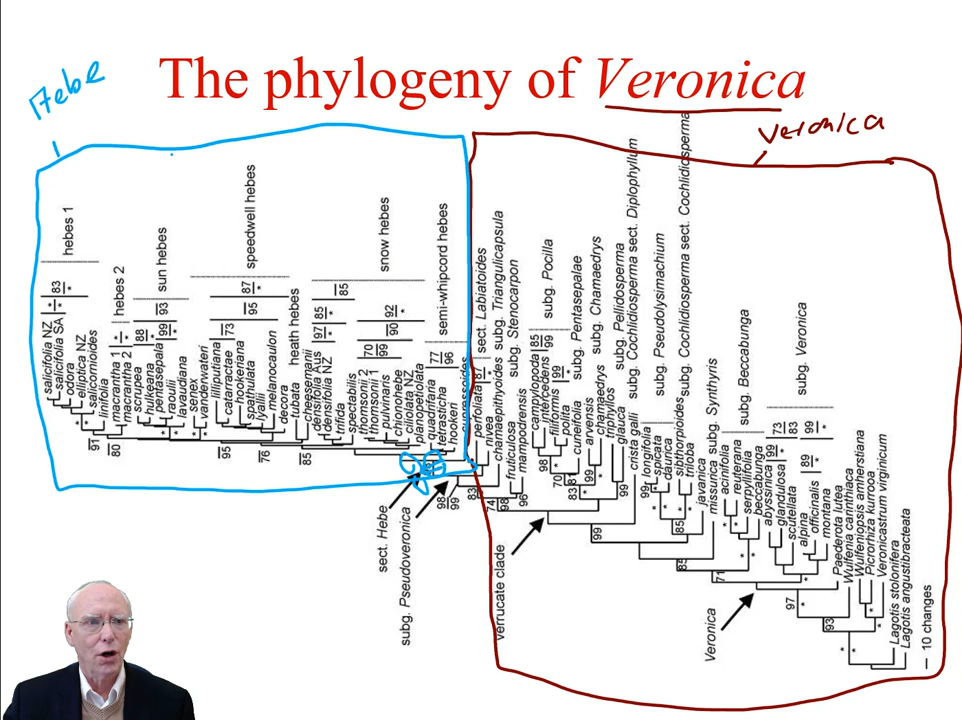 The phylogeny of Veronica
Hebe
Veronica
hebes 1
hebes 2
sun hebes
speedwell hebes
heath hebes
snow hebes
semi-whipcord hebes
sect. Labiatoides
subg. Triangulicapsula
subg. Stenocarpon
subg. Pocilla
subg. Pentasepalae
subg. Chamaedrys
subg. Pellidosperma
subg. Cochlidiosperma sect. Diplophyllum
subg. Pseudolysimachium
subg. Cochlidiosperma sect. Cochlidiosperma
subg. Synthyris
subg. Beccabunga
subg. Veronica
salicifolia NZ
salicifolia SA
odora
elliptica NZ
salicornioides
linifolia
macrantha 1
macrantha 2
scrupea
hulkeana
pentasepala
raoulii
lavaudiana
senex
vanderwateri
lilliputiana
catarractae
hookeriana
spathulata
lyallii
melanocaulon
decora
tubata
cheesemanii
densifolia Aus
densifolia NZ
trifida
spectabilis
thomsonii 2
thomsonii 1
pulvinaris
chionohebe
ciliolata NZ
planopetiolata
quadrifaria
tetrasticha
hookeri
cupressoides
perfoliata
nivea
chamaepithyoides
fruticulosa
mampodrensis
campylopoda
intercedens
filiformis
polita
cuneifolia
arvensis
chamaedrys
triphyllos
glauca
crista galli
longifolia
spicata
daurica
sibthorpioides
triloba
javanica
missurica
acinifolia
reuterana
serpyllifolia
beccabunga
abyssinica
glandulosa
scutellata
alpina
officinalis
montana
Paederota lutea
Wulfenia carinthiaca
Wulfeniopsis amherstiana
Picrorhiza kurrooa
Veronicastrum virginicum
Lagotis stolonifera
Lagotis angustibracteata
sect. Hebe
subg. Pseudoveronica
verrucate clade
Veronica
10 changes